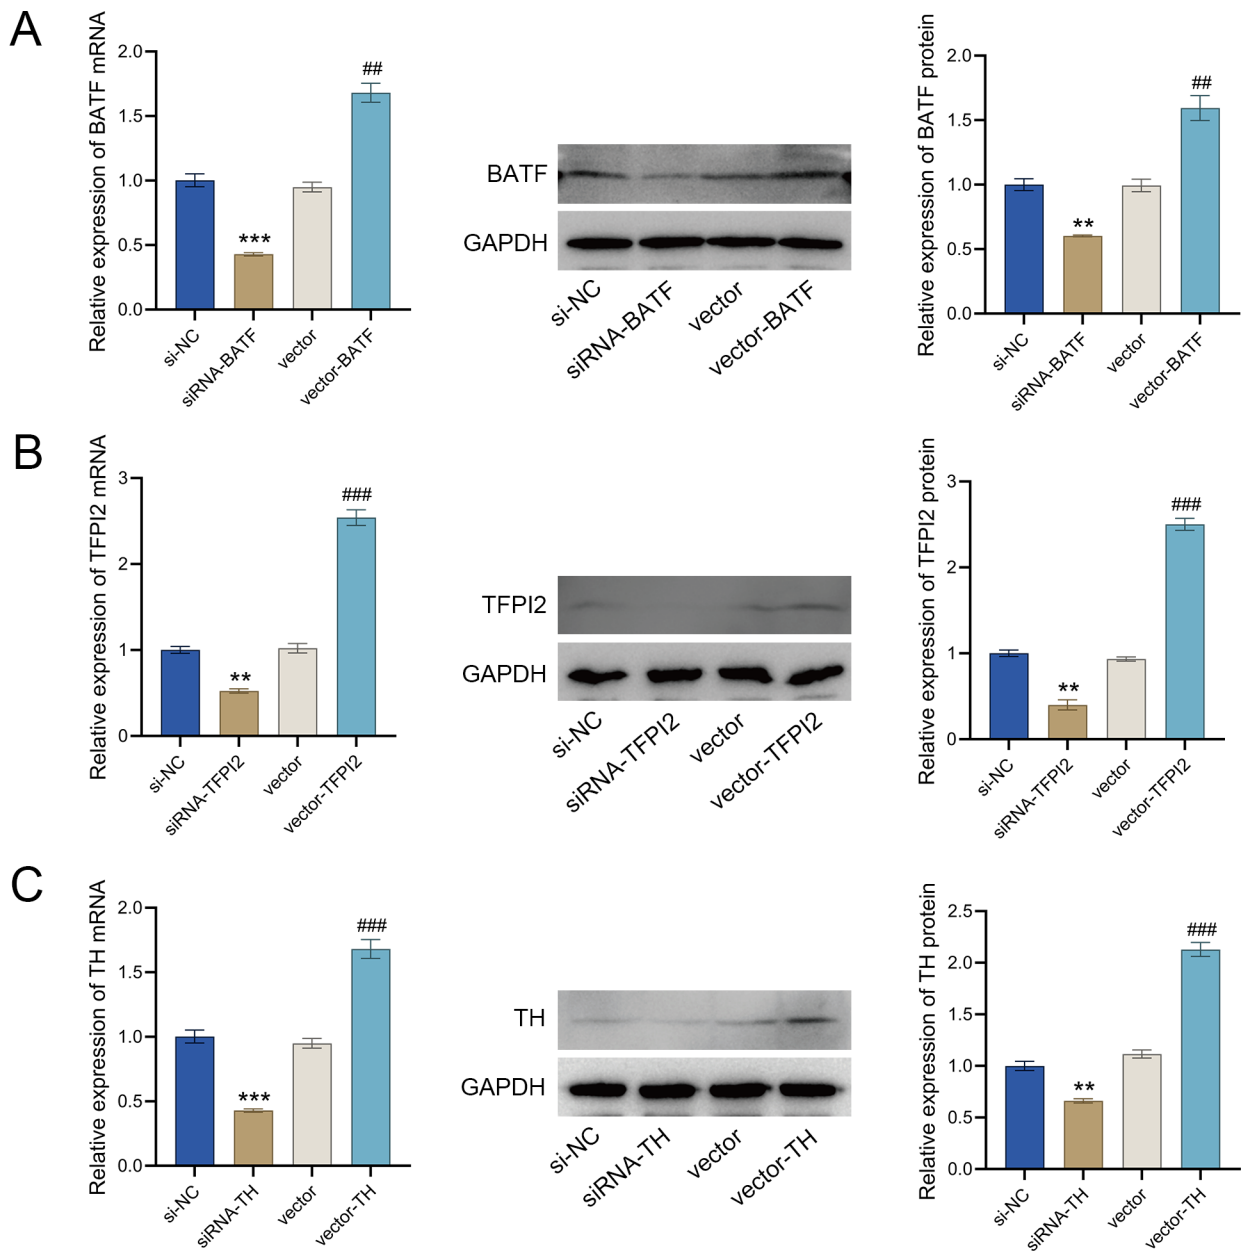 A
Relative expression of BATF mRNA
2.0
1.5
1.0
0.5
0.0
***
##
si-NC
siRNA-BATF
vector
vector-BATF
BATF
GAPDH
si-NC
siRNA-BATF
vector
vector-BATF
Relative expression of BATF protein
2.0
1.5
1.0
0.5
0.0
**
##
si-NC
siRNA-BATF
vector
vector-BATF
B
Relative expression of TFPI2 mRNA
3
2
1
0
**
###
si-NC
siRNA-TFPI2
vector
vector-TFPI2
TFPI2
GAPDH
si-NC
siRNA-TFPI2
vector
vector-TFPI2
Relative expression of TFPI2 protein
3
2
1
0
**
###
si-NC
siRNA-TFPI2
vector
vector-TFPI2
C
Relative expression of TH mRNA
2.0
1.5
1.0
0.5
0.0
***
###
si-NC
siRNA-TH
vector
vector-TH
TH
GAPDH
si-NC
siRNA-TH
vector
vector-TH
Relative expression of TH protein
2.5
2.0
1.5
1.0
0.5
0.0
**
###
si-NC
siRNA-TH
vector
vector-TH